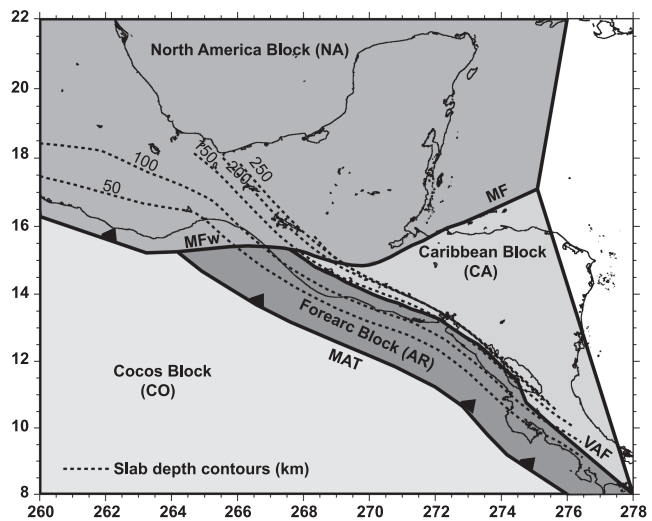 22
20
18
16
14
12
10
8
North America Block (NA)
250
200
150
100
50
MF
MFw
Caribbean Block
(CA)
Forearc Block (AR)
MAT
Cocos Block
(CO)
VAF
Slab depth contours (km)
260 262 264 266 268 270 272 274 276 278